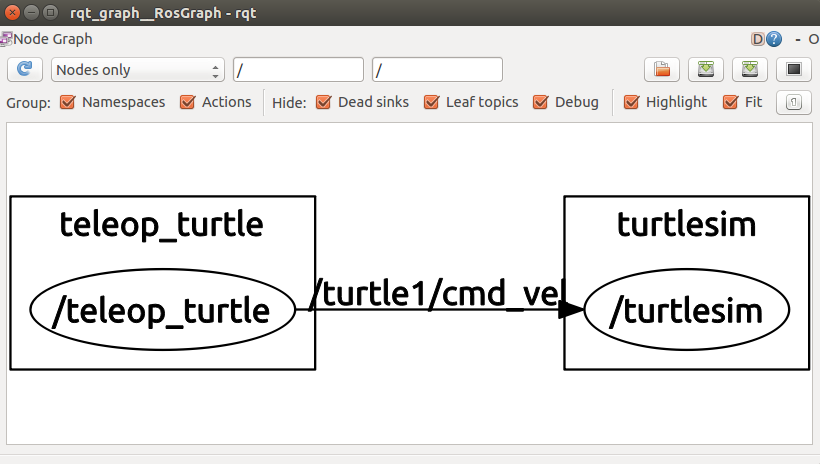 rqt_graph__RosGraph - rqt
Node Graph D ? - O
Nodes only / /
Group: Namespaces Actions Hide: Dead sinks Leaf topics Debug Highlight Fit
teleop_turtle
turtlesim
/teleop_turtle
/turtle1/cmd_vel
/turtlesim